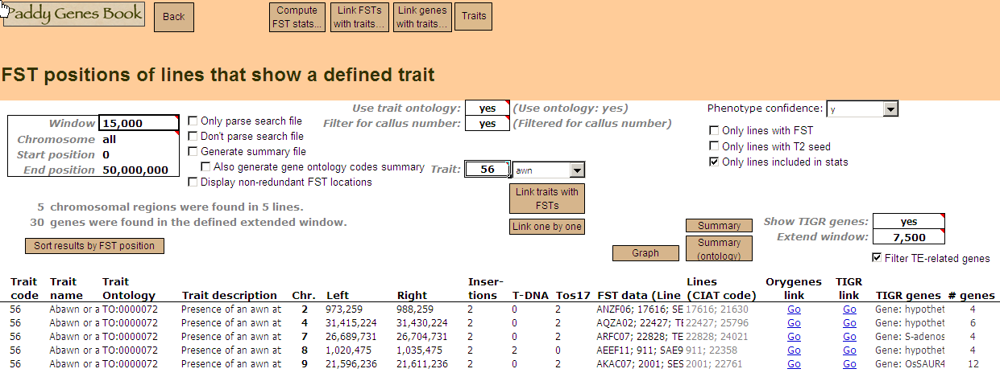 Paddy Genes Book
Back
Compute FST stats...
Link FSTs with traits...
Link genes with traits...
Traits
FST positions of lines that show a defined trait
Use trait ontology: yes (Use ontology: yes)
Filter for callus number: yes (Filtered for callus number)
Phenotype confidence: y
Window 15,000
Chromosome all
Start position 0
End position 50,000,000
Only parse search file
Don't parse search file
Generate summary file
Also generate gene ontology codes summary
Display non-redundant FST locations
Trait: 56 awn
Only lines with FST
Only lines with T2 seed
Only lines included in stats
Link traits with FSTs
Link one by one
5 chromosomal regions were found in 5 lines.
30 genes were found in the defined extended window.
Sort results by FST position
Graph
Summary
Summary (ontology)
Show TIGR genes: yes
Extend window: 7,500
Filter TE-related genes
Trait code Trait name Trait Ontology Trait description Chr. Left Right Inser-tions T-DNA Tos17 FST data (Line Lines (CIAT code) Orygenes link TIGR link TIGR genes # genes
56 Abawn or a TO:0000072 Presence of an awn at 2 973,259 988,259 2 0 2 ANZF06; 17616; SE 17616; 21630 Go Go Gene: hypothet 4
56 Abawn or a TO:0000072 Presence of an awn at 4 31,415,224 31,430,224 2 0 2 AQZA02; 22427; TE 22427; 25796 Go Go Gene: hypothet 6
56 Abawn or a TO:0000072 Presence of an awn at 7 26,689,731 26,704,731 2 0 2 ARFC07; 22828; TE 22828; 24021 Go Go Gene: S-adenos 4
56 Abawn or a TO:0000072 Presence of an awn at 8 1,020,475 1,035,475 2 2 0 AEEF11; 911; SAE9 911; 22358 Go Go Gene: hypothet 4
56 Abawn or a TO:0000072 Presence of an awn at 9 21,596,236 21,611,236 2 0 2 AKAC07; 2001; SES 2001; 22761 Go Go Gene: OsSAUR4 12